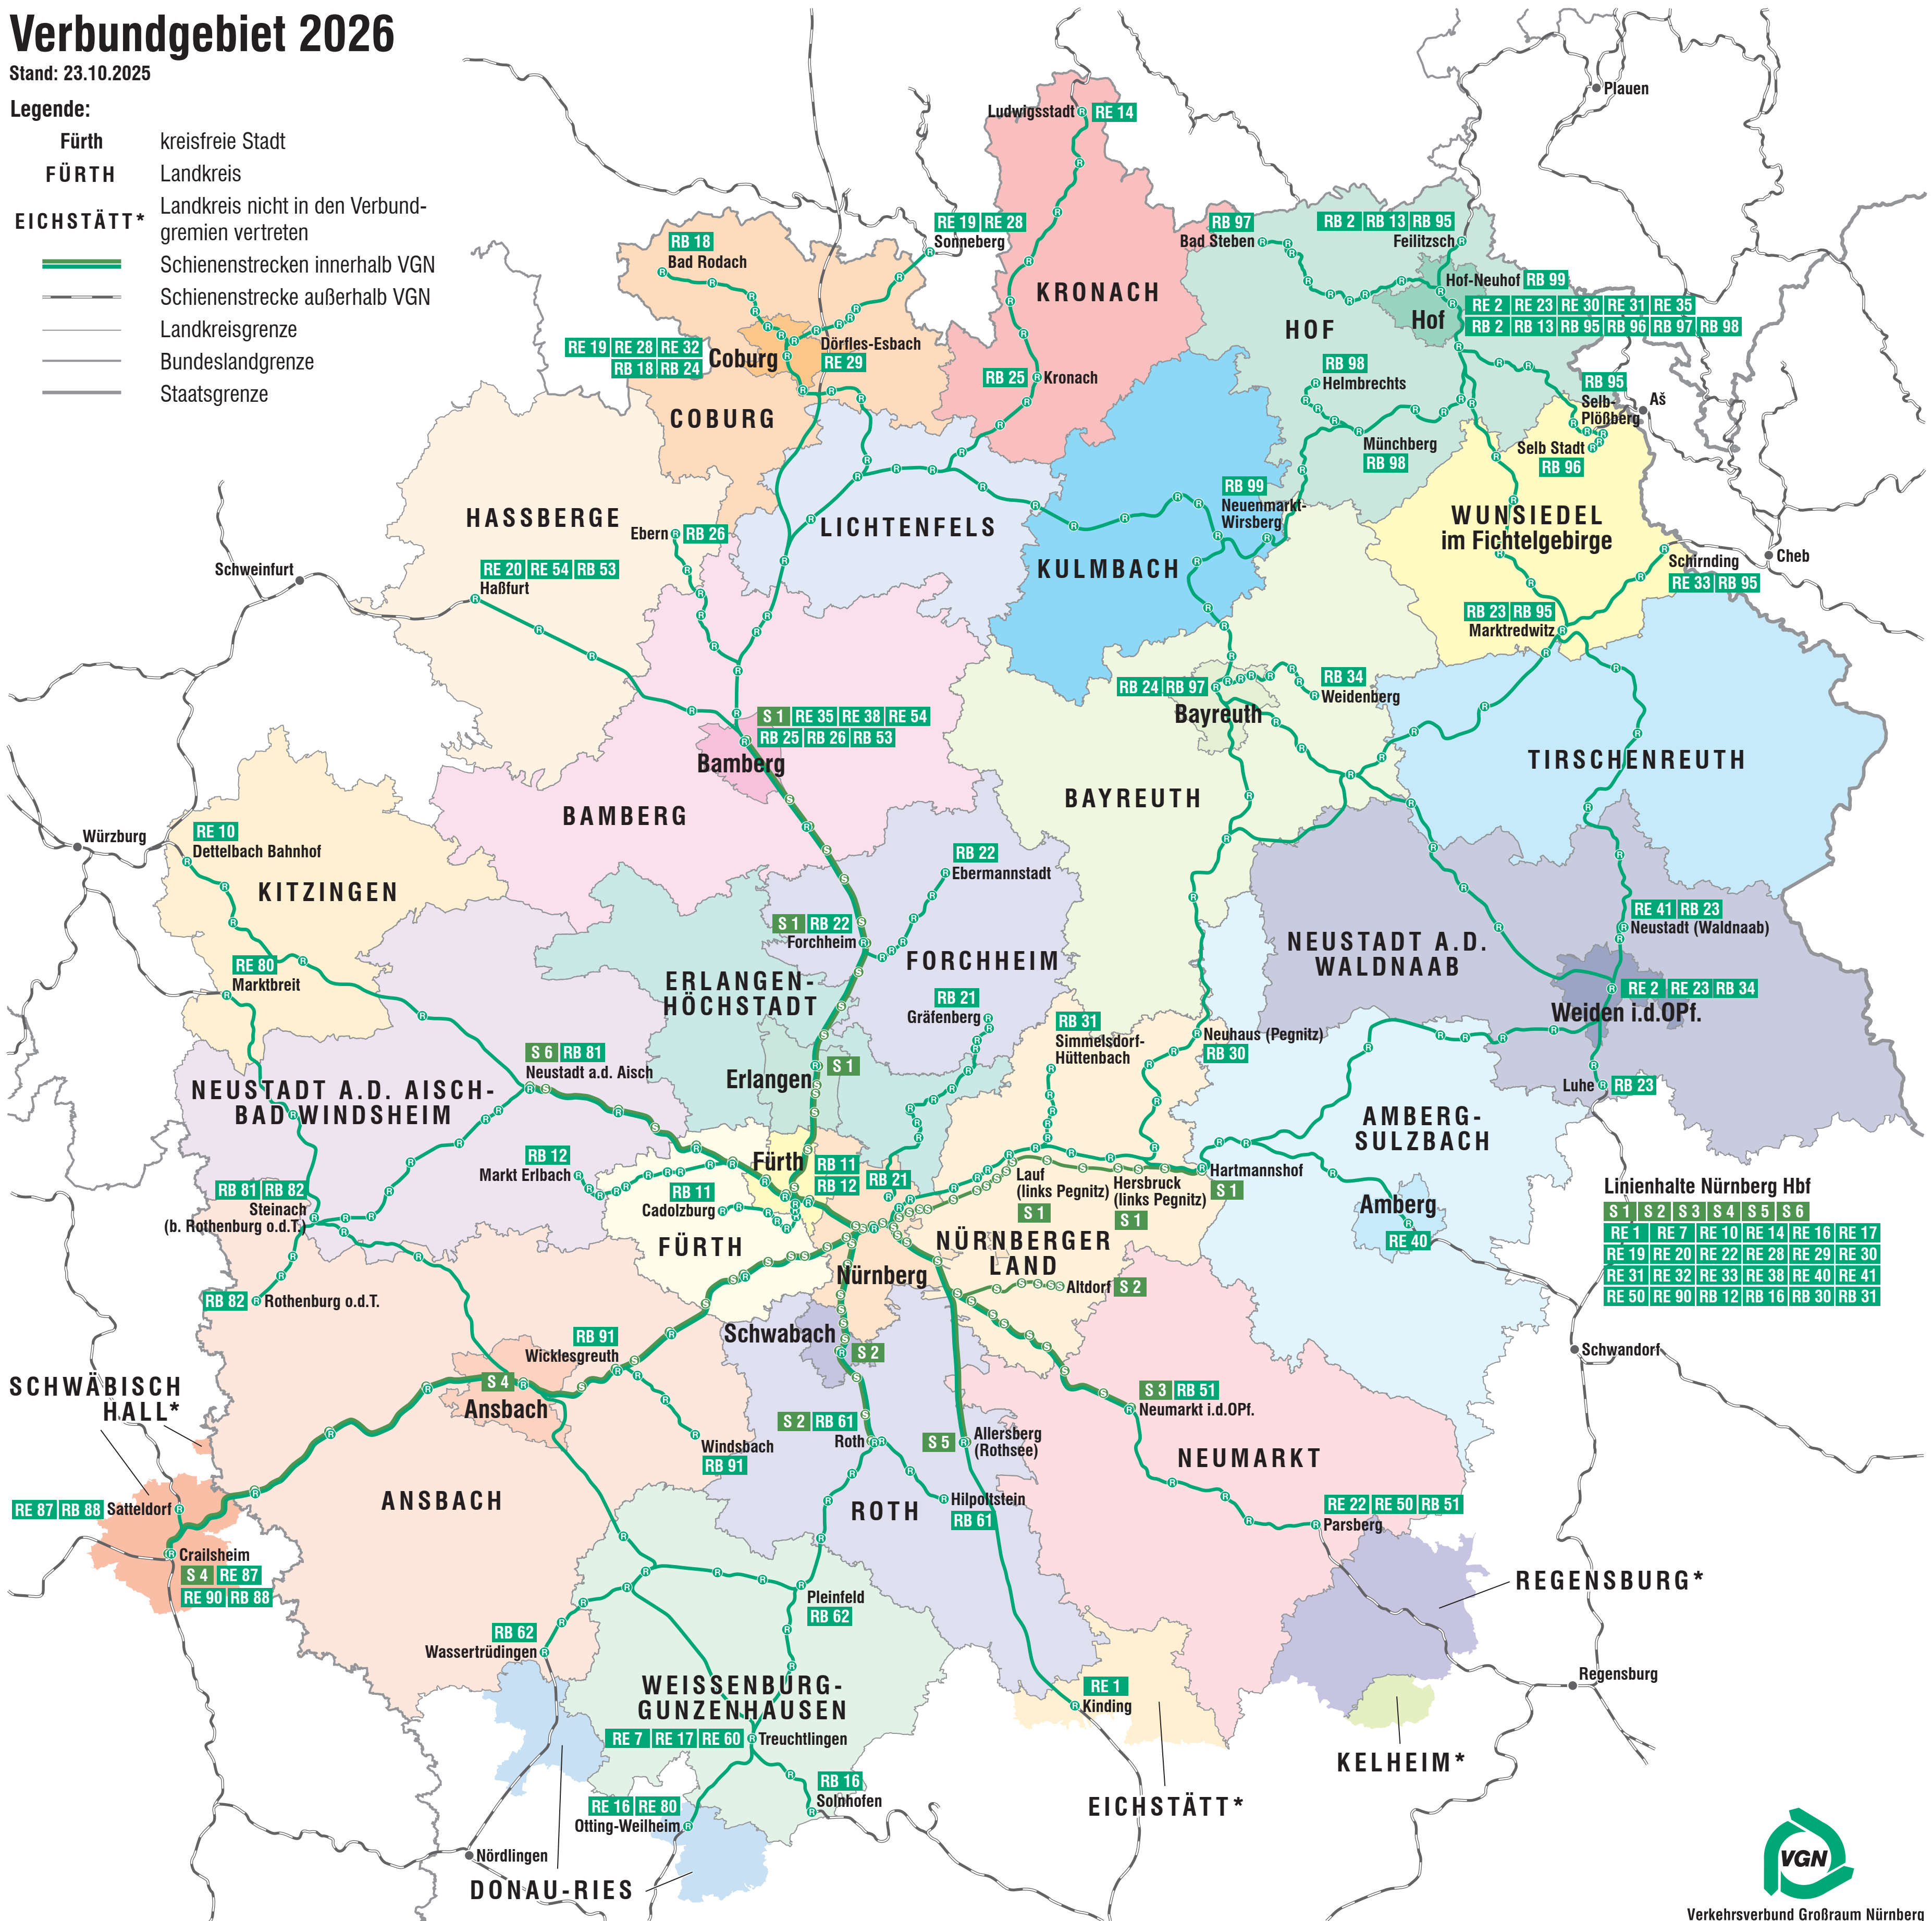 Verbundgebiet 2026
Stand: 23.10.2025
Legende:
Fürth kreisfreie Stadt
FÜRTH Landkreis
EICHSTÄTT* Landkreis nicht in den Verbund-
gremien vertreten
Schienenstrecken innerhalb VGN
Schienenstrecke außerhalb VGN
Landkreisgrenze
Bundeslandgrenze
Staatsgrenze
Plauen
Ludwigsstadt RE 14
RE 19 RE 28
Sonneberg
RB 18
Bad Rodach
RB 97
Bad Steben
RB 2 RB 13 RB 95
Feilitzsch
KRONACH
Hof-Neuhof RB 99
HOF
Hof
RE 2 RE 23 RE 30 RE 31 RE 35
RB 2 RB 13 RB 95 RB 96 RB 97 RB 98
RE 19 RE 28 RE 32
RB 18 RB 24
Coburg
Dörfles-Esbach
RE 29
COBURG
RB 25 Kronach
RB 98
Helmbrechts
Münchberg
RB 98
RB 95
Selb-
Plößberg
Aš
Selb Stadt
RB 96
HASSBERGE
Ebern RB 26
LICHTENFELS
RB 99
Neuenmarkt-
Wirsberg
KULMBACH
WUNSIEDEL
im Fichtelgebirge
Cheb
Schirnding
RE 33 RB 95
RB 23 RB 95
Marktredwitz
Schweinfurt
RE 20 RE 54 RB 53
Haßfurt
RB 24 RB 97
Bayreuth
RB 34
Weidenberg
S 1 RE 35 RE 38 RE 54
RB 25 RB 26 RB 53
Bamberg
BAMBERG
BAYREUTH
TIRSCHENREUTH
Würzburg
RE 10
Dettelbach Bahnhof
KITZINGEN
RE 80
Marktbreit
RB 22
Ebermannstadt
S 1 RB 22
Forchheim
FORCHHEIM
ERLANGEN-
HÖCHSTADT
RB 21
Gräfenberg
NEUSTADT A.D.
WALDNAAB
RE 41 RB 23
Neustadt (Waldnaab)
RE 2 RE 23 RB 34
Weiden i.d.OPf.
RB 31
Simmelsdorf-
Hüttenbach
Neuhaus (Pegnitz)
RB 30
S 6 RB 81
Neustadt a.d. Aisch
S 1
Erlangen
Luhe RB 23
NEUSTADT A.D. AISCH-
BAD WINDSHEIM
AMBERG-
SULZBACH
RB 12
Markt Erlbach
Fürth
RB 11
RB 12
RB 21
RB 11
Cadolzburg
Lauf
(links Pegnitz)
S 1
Hersbruck
(links Pegnitz)
S 1
Hartmannshof
S 1
Amberg
RE 40
RB 81 RB 82
Steinach
(b. Rothenburg o.d.T.)
RB 82 Rothenburg o.d.T.
FÜRTH
NÜRNBERGER
LAND
Nürnberg
Altdorf S 2
Linienhalte Nürnberg Hbf
S 1 S 2 S 3 S 4 S 5 S 6
RE 1 RE 7 RE 10 RE 14 RE 16 RE 17
RE 19 RE 20 RE 22 RE 28 RE 29 RE 30
RE 31 RE 32 RE 33 RE 38 RE 40 RE 41
RE 50 RE 90 RB 12 RB 16 RB 30 RB 31
Schwandorf
Schwabach
S 2
RB 91
Wicklesgreuth
S 4
Ansbach
SCHWÄBISCH
HALL*
S 3 RB 51
Neumarkt i.d.OPf.
S 2 RB 61
Roth
S 5
Allersberg
(Rothsee)
Windsbach
RB 91
NEUMARKT
ANSBACH
RE 87 RB 88 Satteldorf
Crailsheim
S 4 RE 87
RE 90 RB 88
ROTH
Hilpoltstein
RB 61
RE 22 RE 50 RB 51
Parsberg
REGENSBURG*
Pleinfeld
RB 62
RB 62
Wassertrüdingen
WEISSENBURG-
GUNZENHAUSEN
RE 7 RE 17 RE 60 Treuchtlingen
RE 1
Kinding
Regensburg
KELHEIM*
RB 16
Solnhofen
RE 16 RE 80
Otting-Weilheim
EICHSTÄTT*
Nördlingen
DONAU-RIES
VGN
Verkehrsverbund Großraum Nürnberg